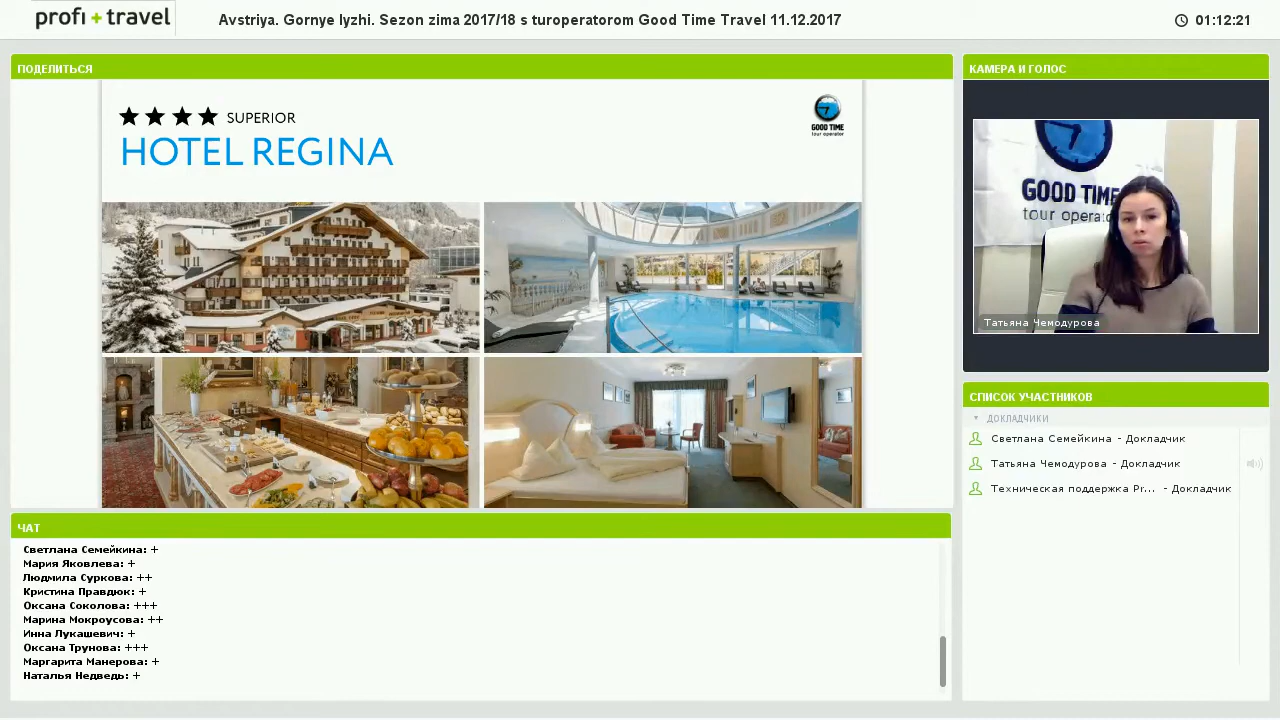 profi + travel
Avstriya. Gornye lyzhi. Sezon zima 2017/18 s turoperatorom Good Time Travel 11.12.2017
01:12:21
ПОДЕЛИТЬСЯ
SUPERIOR
HOTEL REGINA
GOOD TIME
tour operator
КАМЕРА И ГОЛОС
GOOD TIME
tour operato
Татьяна Чемодурова
СПИСОК УЧАСТНИКОВ
ДОКЛАДЧИКИ
Светлана Семейкина - Докладчик
Татьяна Чемодурова - Докладчик
Техническая поддержка Pr... - Докладчик
ЧАТ
Светлана Семейкина: +
Мария Яковлева: +
Людмила Суркова: ++
Кристина Правдюк: +
Оксана Соколова: +++
Марина Мокроусова: ++
Инна Лукашевич: +
Оксана Трунова: +++
Маргарита Манерова: +
Наталья Недведь: +